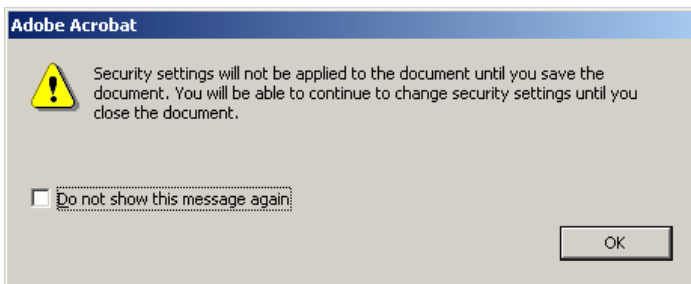 Adobe Acrobat
Security settings will not be applied to the document until you save the
document. You will be able to continue to change security settings until you
close the document.
Do not show this message again
OK